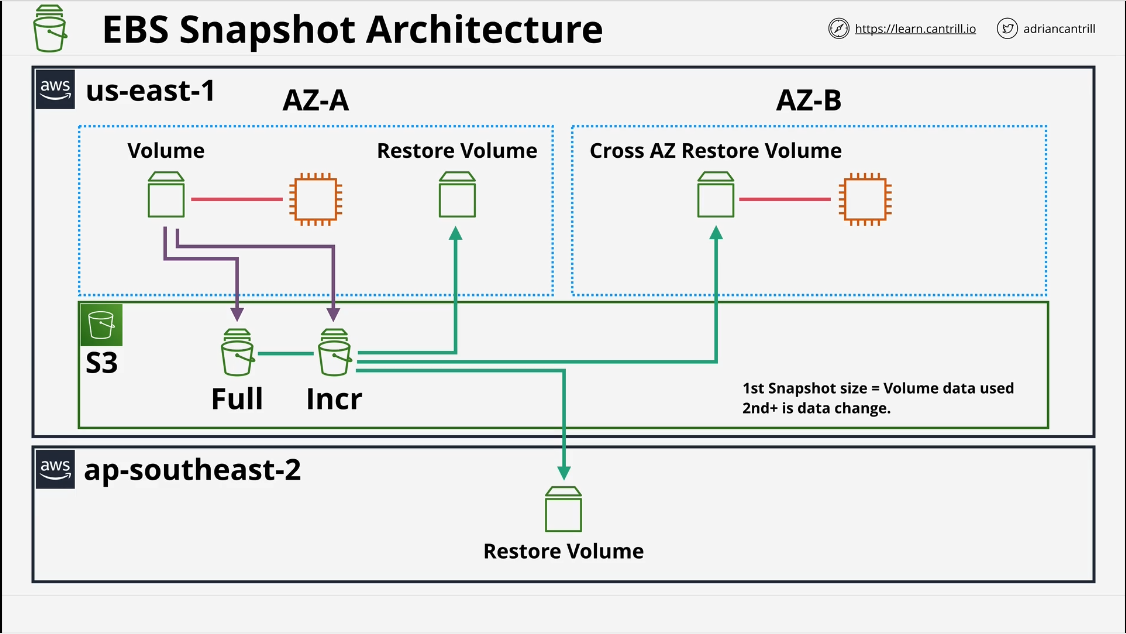 EBS Snapshot Architecture
https://learn.cantrill.io
adriancantrill
aws
us-east-1
AZ-A
AZ-B
Volume
Restore Volume
Cross AZ Restore Volume
S3
Full
Incr
1st Snapshot size = Volume data used
2nd+ is data change.
aws
ap-southeast-2
Restore Volume